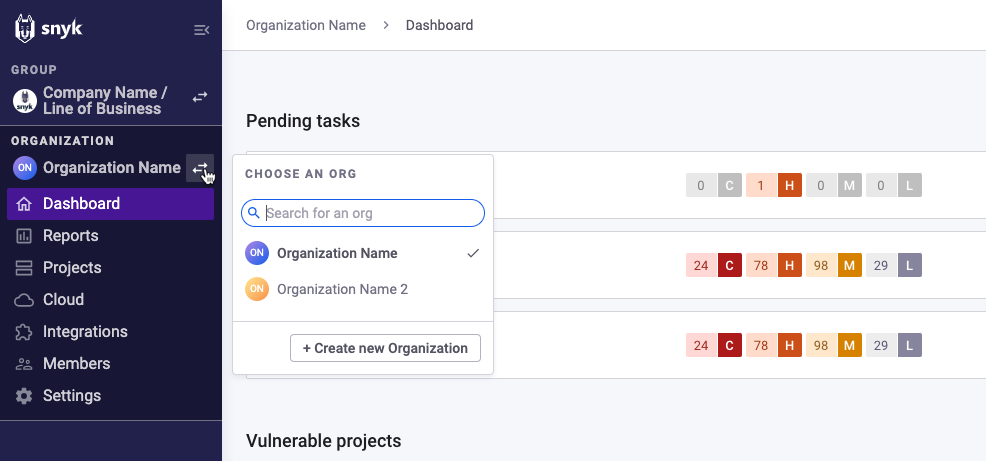 snyk
GROUP
Company Name /
Line of Business
snyk
ORGANIZATION
ON Organization Name
Dashboard
Reports
Projects
Cloud
Integrations
Members
Settings
Organization Name > Dashboard
Pending tasks
CHOOSE AN ORG
Search for an org
ON Organization Name
ON Organization Name 2
+ Create new Organization
0 C 1 H 0 M 0 L
24 C 78 H 98 M 29 L
24 C 78 H 98 M 29 L
Vulnerable projects